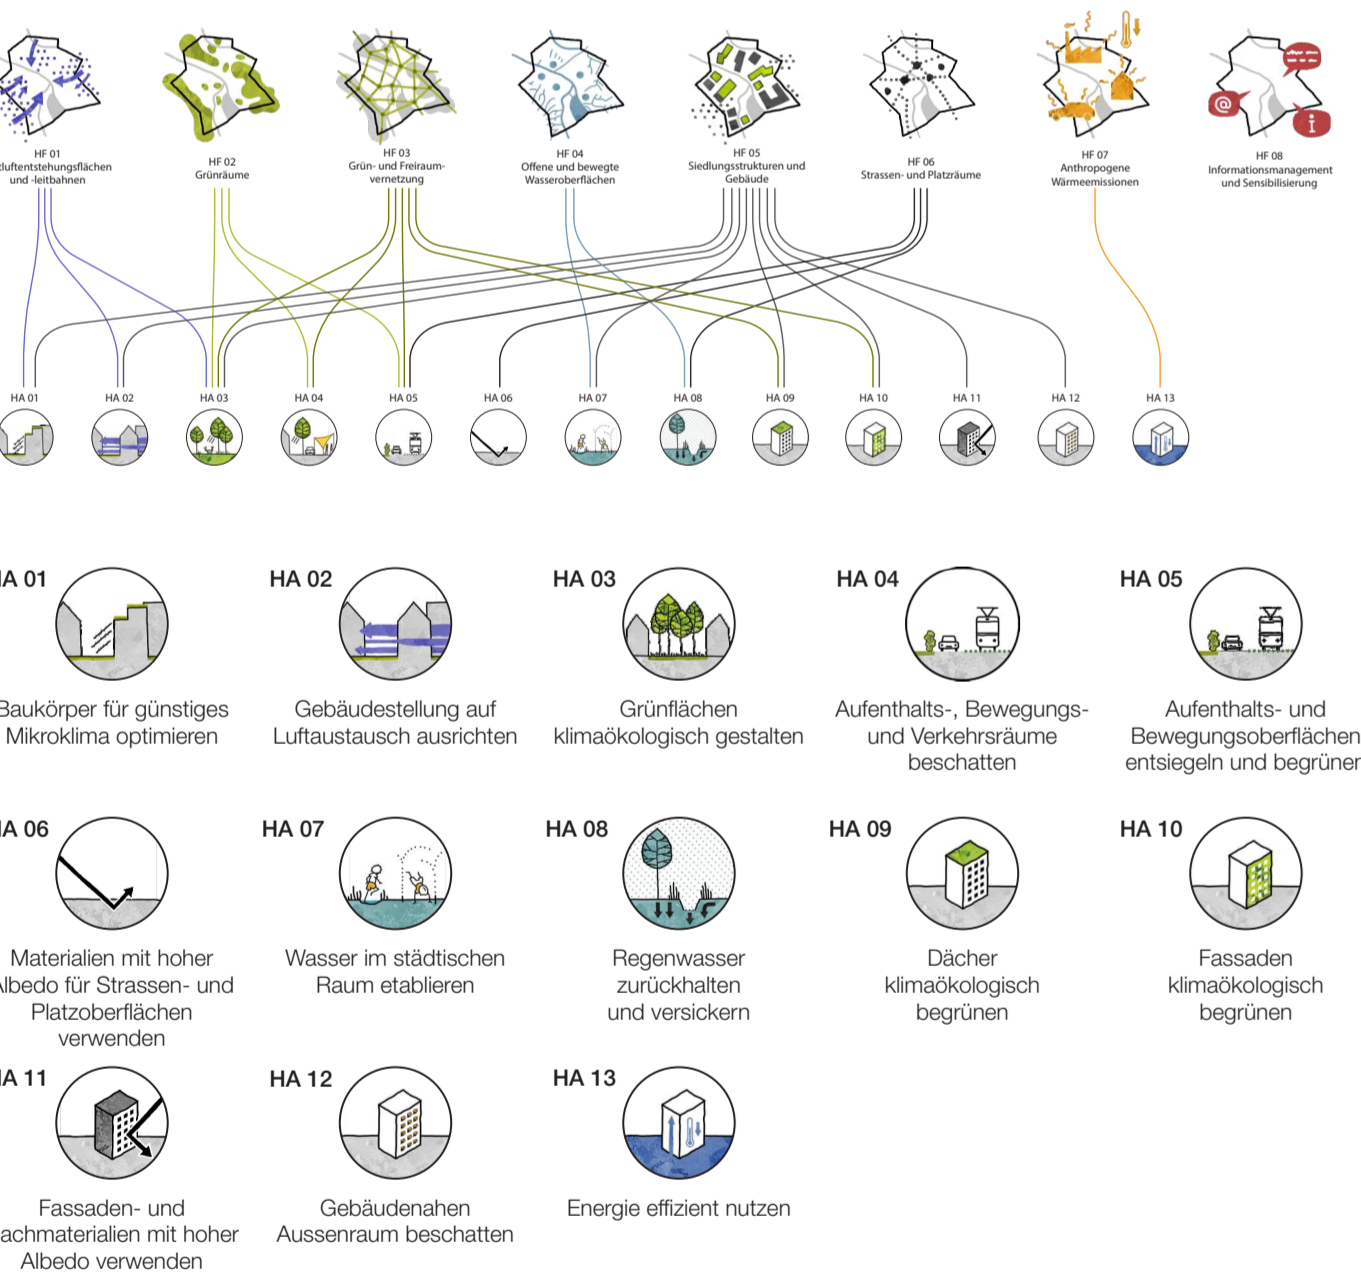 HF 01
und -leitbahnen
HF 02
Grünräume
HF 03
Grün- und Freiraum-
vernetzung
HF 04
Offene und bewegte
Wasseroberflächen
HF 05
Siedlungsstrukturen und
Gebäude
HF 06
Strassen- und Platzräume
HF 07
Anthropogene
Wärmeemissionen
HF 08
Informationsmanagement
und Sensibilisierung
@
i
HA 01
HA 02
HA 03
HA 04
HA 05
HA 06
HA 07
HA 08
HA 09
HA 10
HA 11
HA 12
HA 13
HA 01
Baukörper für günstiges
Mikroklima optimieren
HA 02
Gebäudestellung auf
Luftaustausch ausrichten
HA 03
Grünflächen
klimaökologisch gestalten
HA 04
Aufenthalts-, Bewegungs-
und Verkehrsräume
beschatten
HA 05
Aufenthalts- und
Bewegungsoberflächen
entsiegeln und begrüner
HA 06
Materialien mit hoher
Albedo für Strassen- und
Platzoberflächen
verwenden
HA 07
Wasser im städtischen
Raum etablieren
HA 08
Regenwasser
zurückhalten
und versickern
HA 09
Dächer
klimaökologisch
begrünen
HA 10
Fassaden
klimaökologisch
begrünen
HA 11
Fassaden- und
achmaterialien mit hoher
Albedo verwenden
HA 12
Gebäudenahen
Aussenraum beschatten
HA 13
Energie effizient nutzen